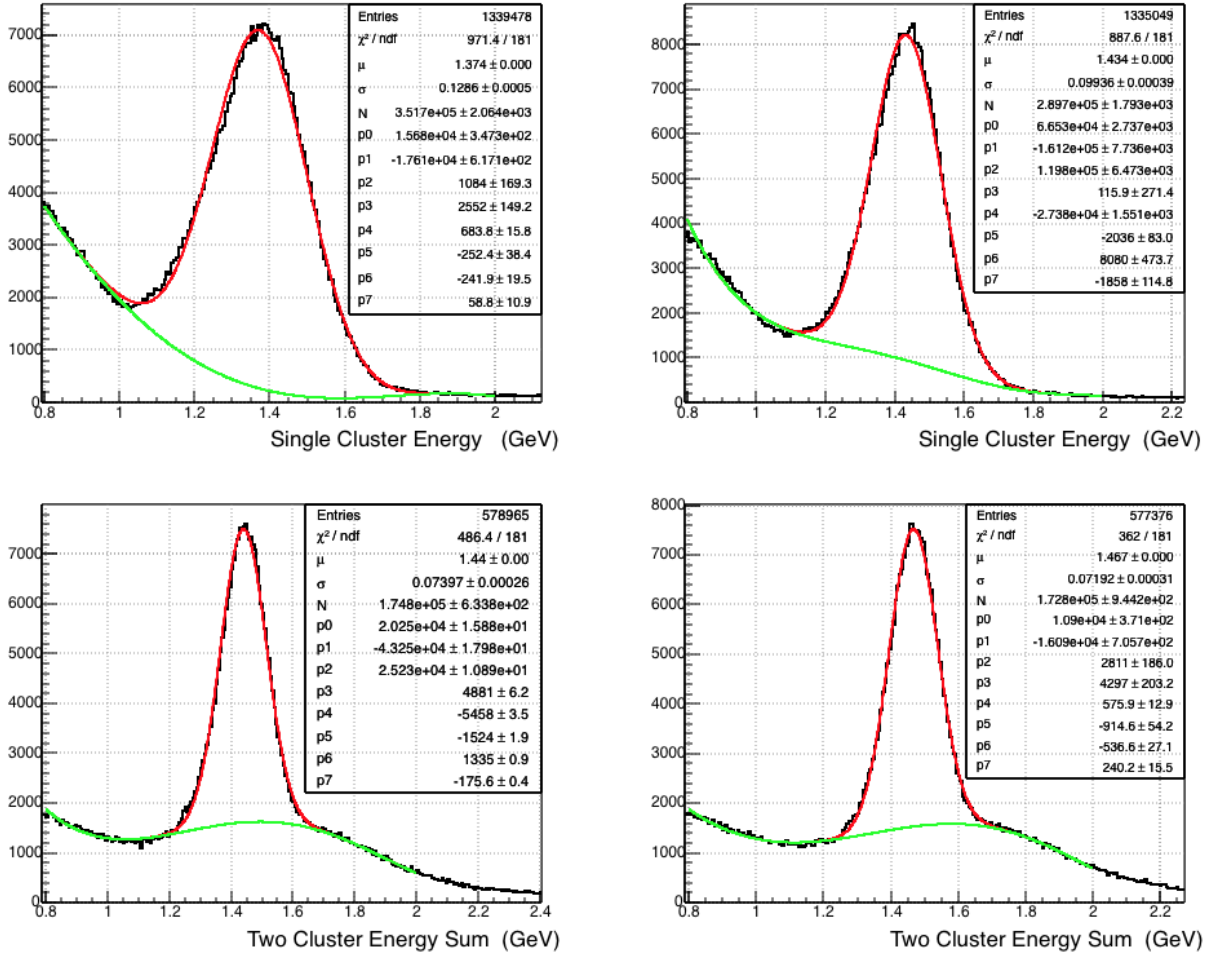 Entries 1339478
χ² / ndf 971.4 / 181
μ 1.374 ± 0.000
σ 0.1286 ± 0.0005
N 3.517e+05 ± 2.064e+03
p0 1.568e+04 ± 3.473e+02
p1 -1.761e+04 ± 6.171e+02
p2 1084 ± 169.3
p3 2552 ± 149.2
p4 683.8 ± 15.8
p5 -252.4 ± 38.4
p6 -241.9 ± 19.5
p7 58.8 ± 10.9
7000
6000
5000
4000
3000
2000
1000
0
0.8 1 1.2 1.4 1.6 1.8 2
Single Cluster Energy (GeV)
Entries 1335049
χ² / ndf 887.6 / 181
μ 1.434 ± 0.000
σ 0.09936 ± 0.00039
N 2.897e+05 ± 1.793e+03
p0 6.653e+04 ± 2.737e+03
p1 -1.612e+05 ± 7.736e+03
p2 1.198e+05 ± 6.473e+03
p3 115.9 ± 271.4
p4 -2.738e+04 ± 1.551e+03
p5 -2036 ± 83.0
p6 8080 ± 473.7
p7 -1858 ± 114.8
8000
7000
6000
5000
4000
3000
2000
1000
0
0.8 1 1.2 1.4 1.6 1.8 2 2.2
Single Cluster Energy (GeV)
Entries 578965
χ² / ndf 486.4 / 181
μ 1.44 ± 0.00
σ 0.07397 ± 0.00026
N 1.748e+05 ± 6.338e+02
p0 2.025e+04 ± 1.588e+01
p1 -4.325e+04 ± 1.798e+01
p2 2.523e+04 ± 1.089e+01
p3 4881 ± 6.2
p4 -5458 ± 3.5
p5 -1524 ± 1.9
p6 1335 ± 0.9
p7 -175.6 ± 0.4
7000
6000
5000
4000
3000
2000
1000
0
0.8 1 1.2 1.4 1.6 1.8 2 2.2 2.4
Two Cluster Energy Sum (GeV)
Entries 577376
χ² / ndf 362 / 181
μ 1.467 ± 0.000
σ 0.07192 ± 0.00031
N 1.728e+05 ± 9.442e+02
p0 1.09e+04 ± 3.71e+02
p1 -1.609e+04 ± 7.057e+02
p2 2811 ± 186.0
p3 4297 ± 203.2
p4 575.9 ± 12.9
p5 -914.6 ± 54.2
p6 -536.6 ± 27.1
p7 240.2 ± 15.5
8000
7000
6000
5000
4000
3000
2000
1000
0
0.8 1 1.2 1.4 1.6 1.8 2 2.2
Two Cluster Energy Sum (GeV)